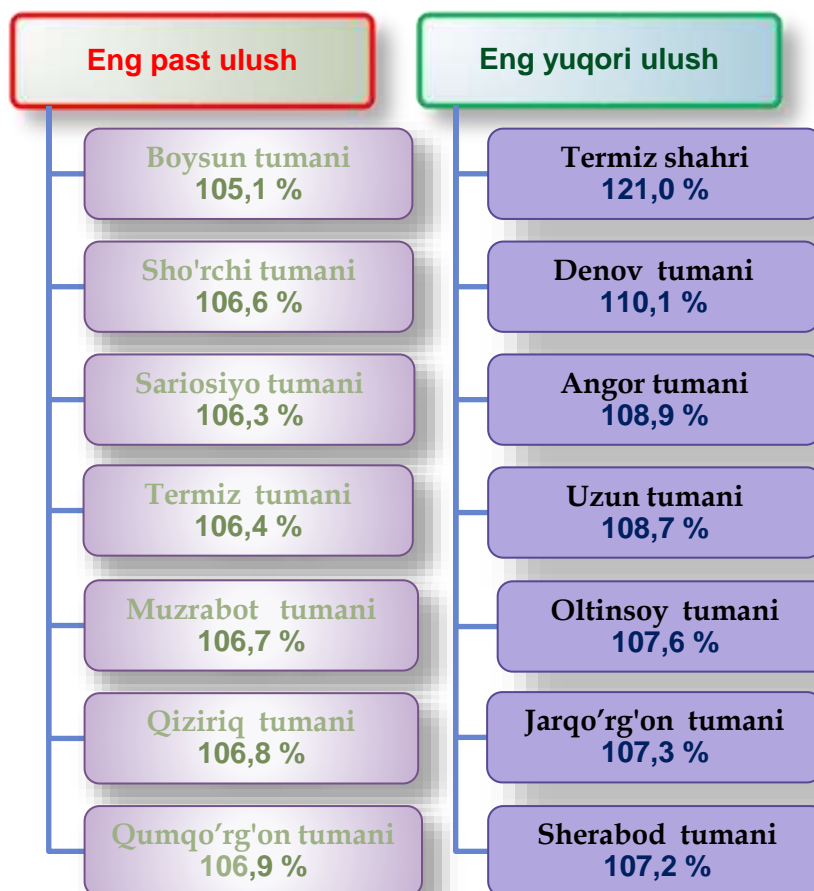 Eng past ulush
Boysun tumani
105,1 %
Sho'rchi tumani
106,6 %
Sariosiyo tumani
106,3 %
Termiz tumani
106,4 %
Muzrabot tumani
106,7 %
Qiziriq tumani
106,8 %
Qumqo’rg'on tumani
106,9 %
Eng yuqori ulush
Termiz shahri
121,0 %
Denov tumani
110,1 %
Angor tumani
108,9 %
Uzun tumani
108,7 %
Oltinsoy tumani
107,6 %
Jarqo’rg'on tumani
107,3 %
Sherabod tumani
107,2 %